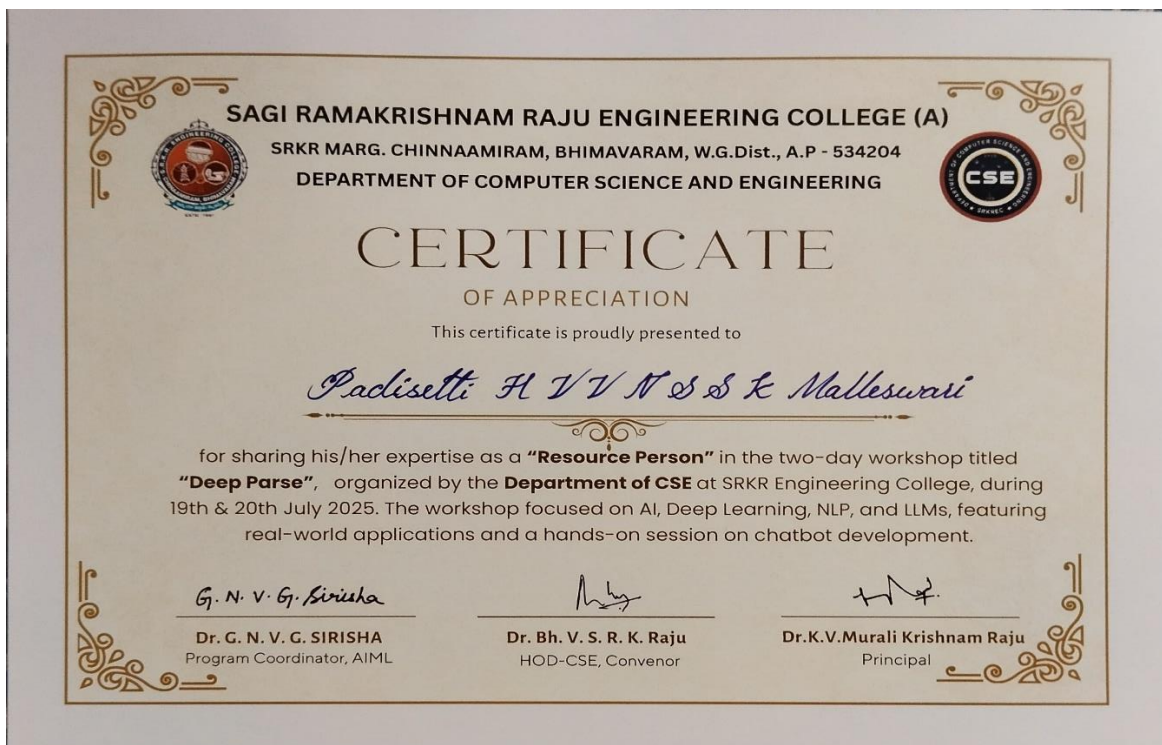 SAGI RAMAKRISHNAM RAJU ENGINEERING COLLEGE (A)
SRKR MARG. CHINNAAMIRAM, BHIMAVARAM, W.G.Dist., A.P - 534204
DEPARTMENT OF COMPUTER SCIENCE AND ENGINEERING
CSE
CERTIFICATE
OF APPRECIATION
This certificate is proudly presented to
Padisetti H V V N S S K Malleswari
for sharing his/her expertise as a “Resource Person” in the two-day workshop titled
“Deep Parse”, organized by the Department of CSE at SRKR Engineering College, during
19th & 20th July 2025. The workshop focused on AI, Deep Learning, NLP, and LLMs, featuring
real-world applications and a hands-on session on chatbot development.
G. N. V. G. Sirisha
Dr. G. N. V. G. SIRISHA
Program Coordinator, AIML
Dr. Bh. V. S. R. K. Raju
HOD-CSE, Convenor
Dr.K.V.Murali Krishnam Raju
Principal